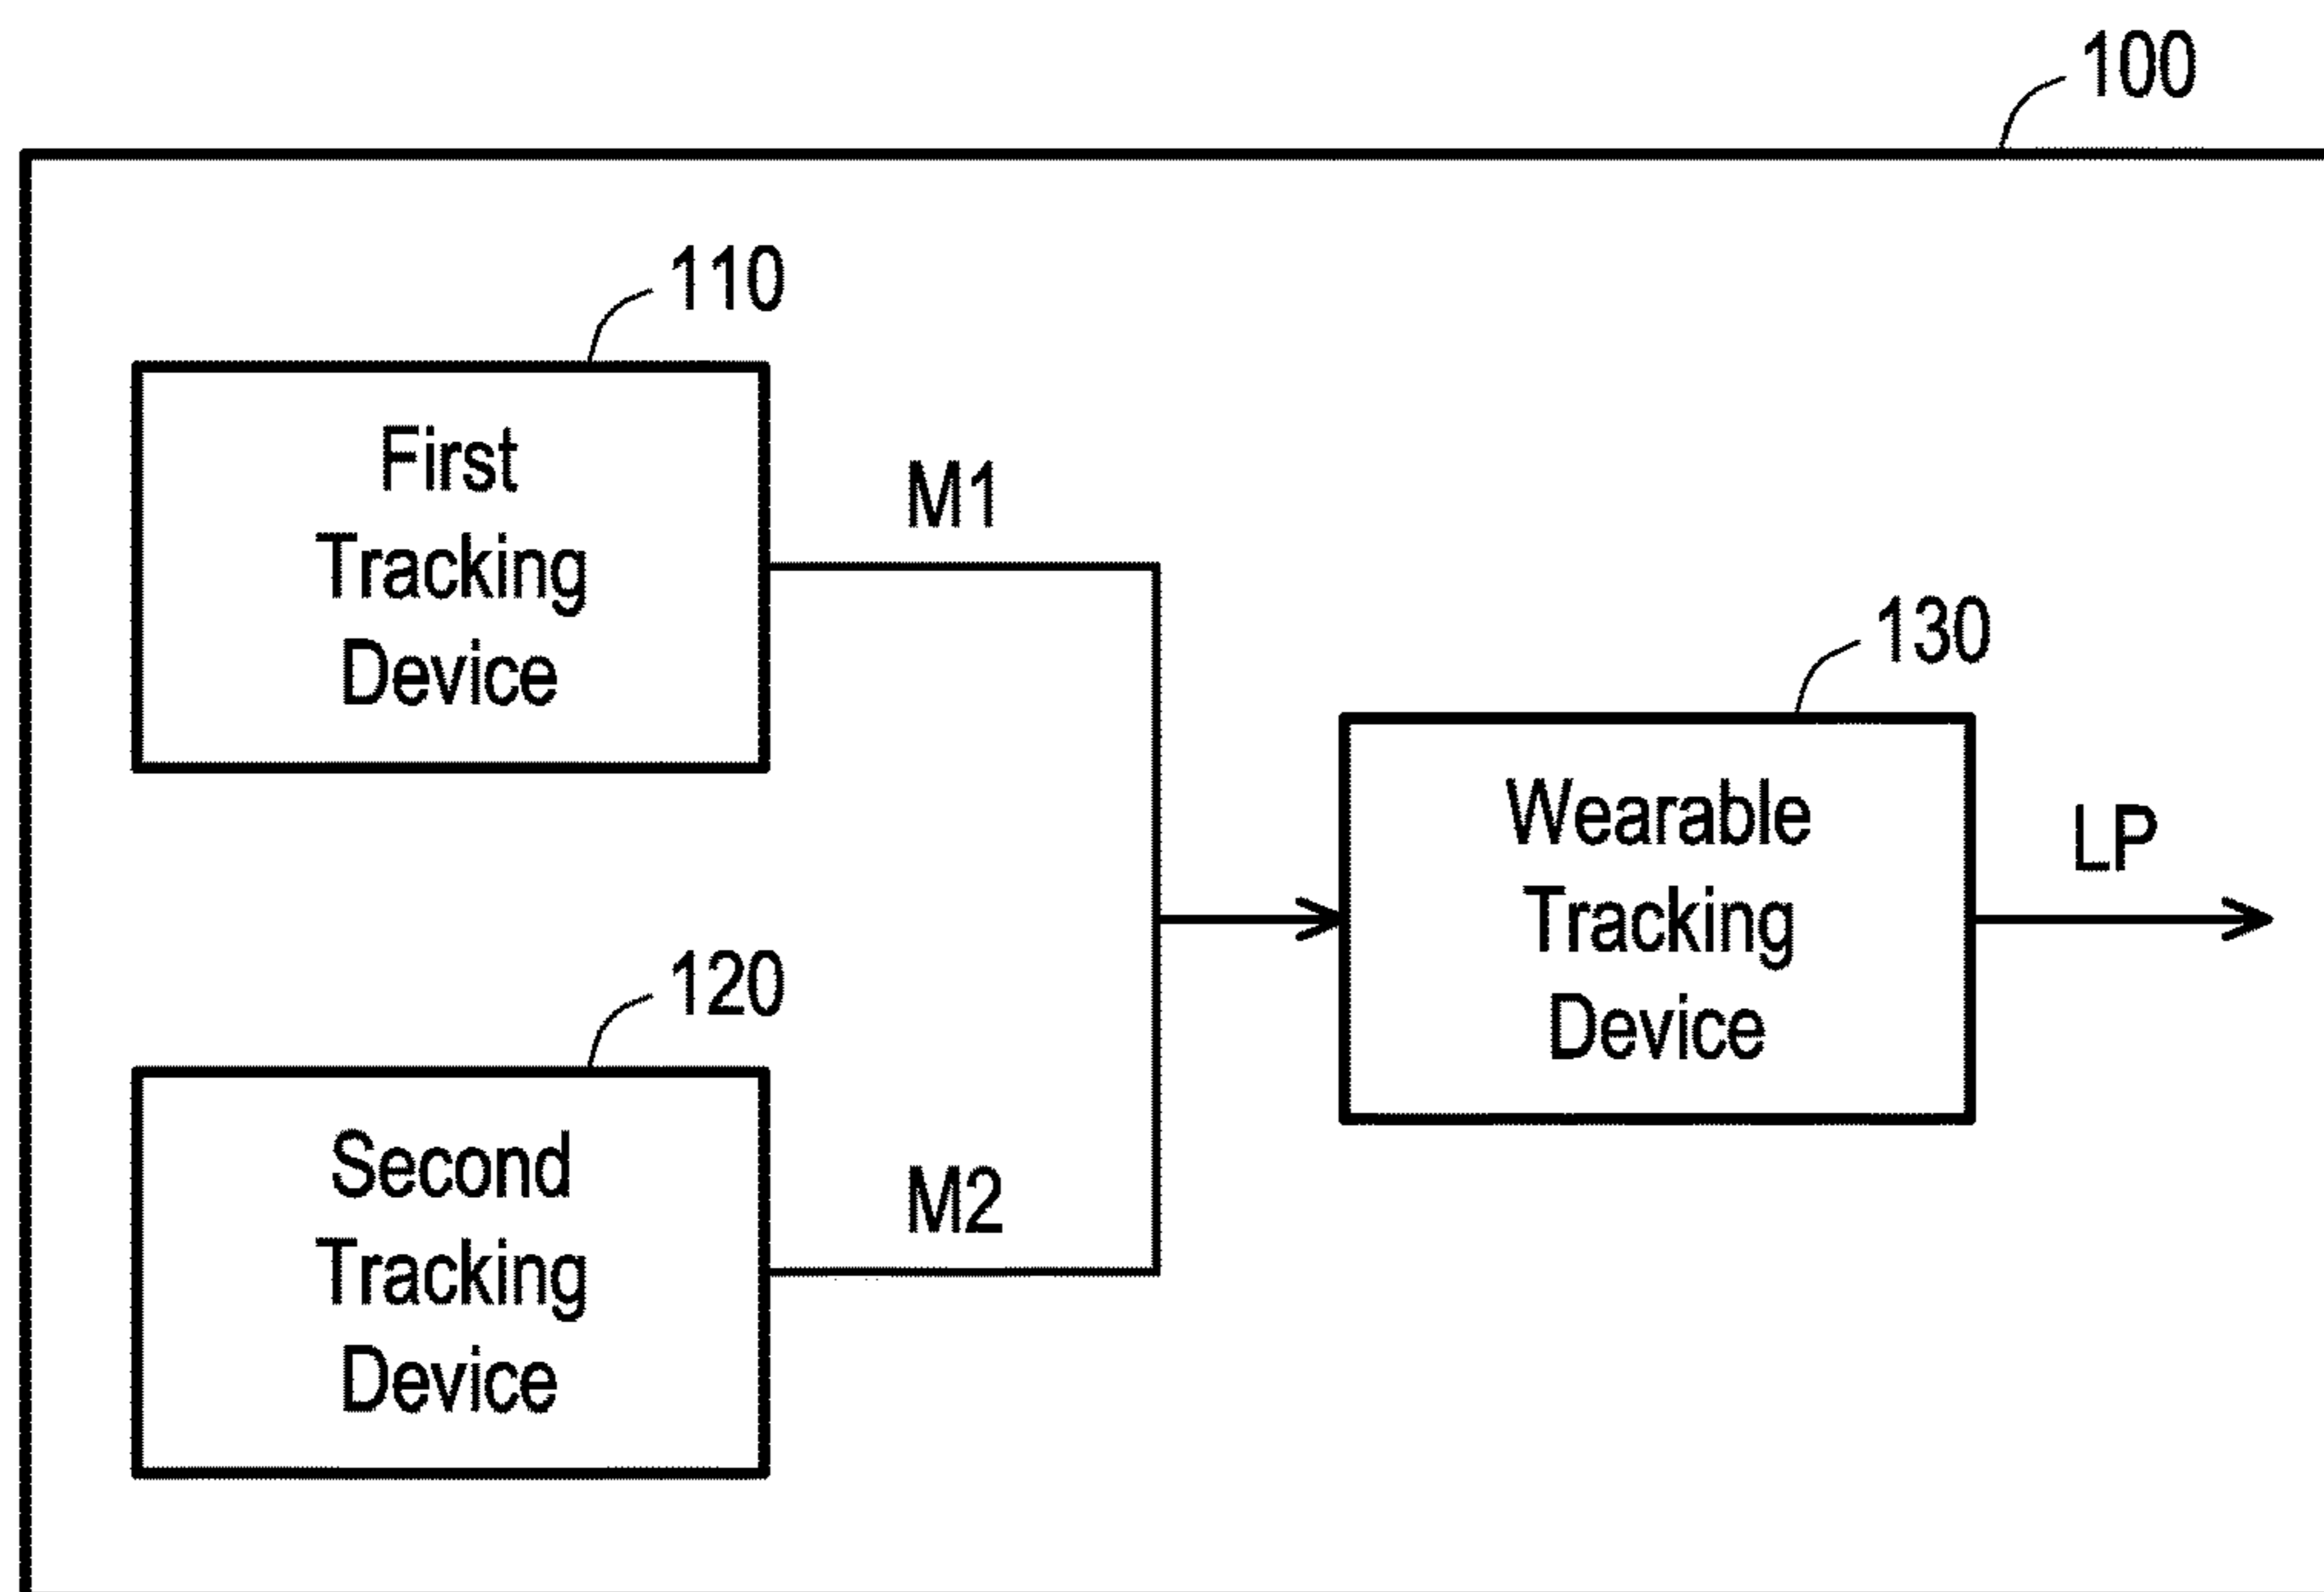 100
110
First
Tracking
Device
M1
130
Wearable
Tracking
Device
LP
120
Second
Tracking
Device
M2